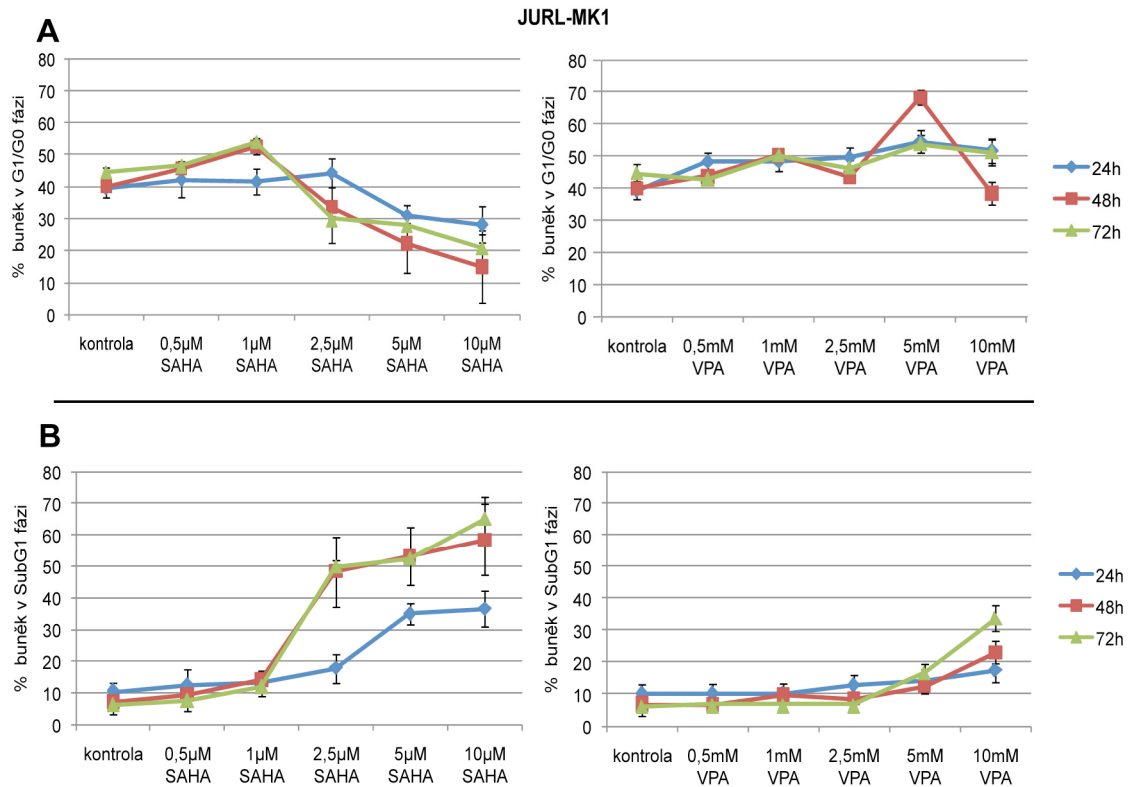 JURL-MK1
A
% buněk v G1/G0 fázi
80
70
60
50
40
30
20
10
0
kontrola 0,5µM 1µM 2,5µM 5µM 10µM
SAHA SAHA SAHA SAHA SAHA
% buněk v G1/G0 fázi
80
70
60
50
40
30
20
10
0
kontrola 0,5mM 1mM 2,5mM 5mM 10mM
VPA VPA VPA VPA VPA
24h
48h
72h
B
% buněk v SubG1 fázi
80
70
60
50
40
30
20
10
0
kontrola 0,5µM 1µM 2,5µM 5µM 10µM
SAHA SAHA SAHA SAHA SAHA
% buněk v SubG1 fázi
80
70
60
50
40
30
20
10
0
kontrola 0,5mM 1mM 2,5mM 5mM 10mM
VPA VPA VPA VPA VPA
24h
48h
72h